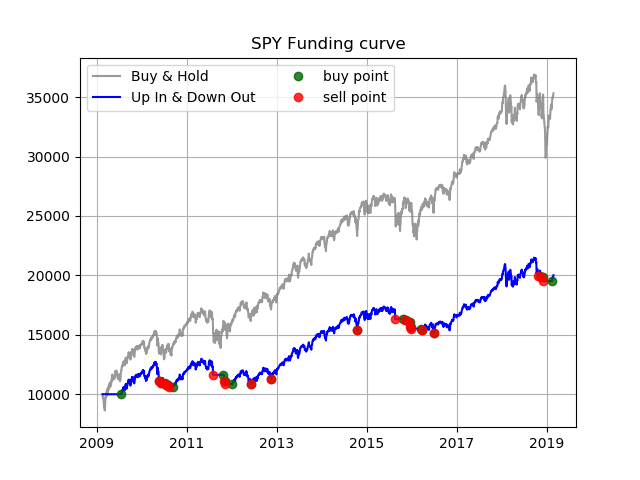 SPY Funding curve
Buy & Hold
Up In & Down Out
buy point
sell point
35000
30000
25000
20000
15000
10000
2009 2011 2013 2015 2017 2019